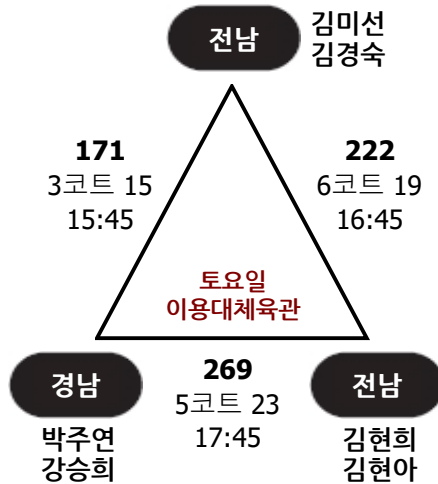 전남
김미선
김경숙
171
3코트 15
15:45
222
6코트 19
16:45
토요일
이용대체육관
경남
박주연
강승희
269
5코트 23
17:45
전남
김현희
김현아